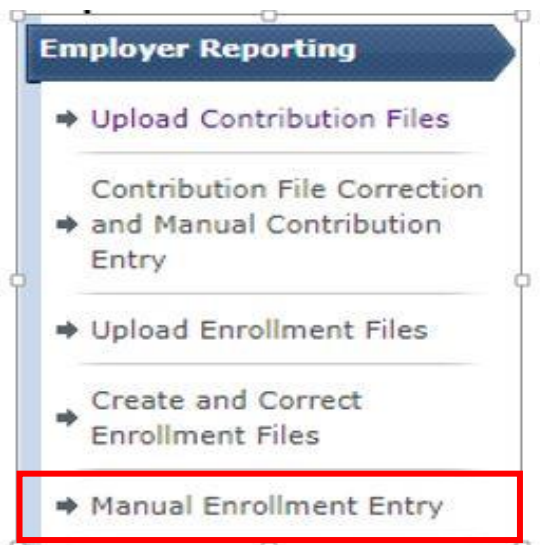 Employer Reporting
Upload Contribution Files
Contribution File Correction
and Manual Contribution
Entry
Upload Enrollment Files
Create and Correct
Enrollment Files
Manual Enrollment Entry